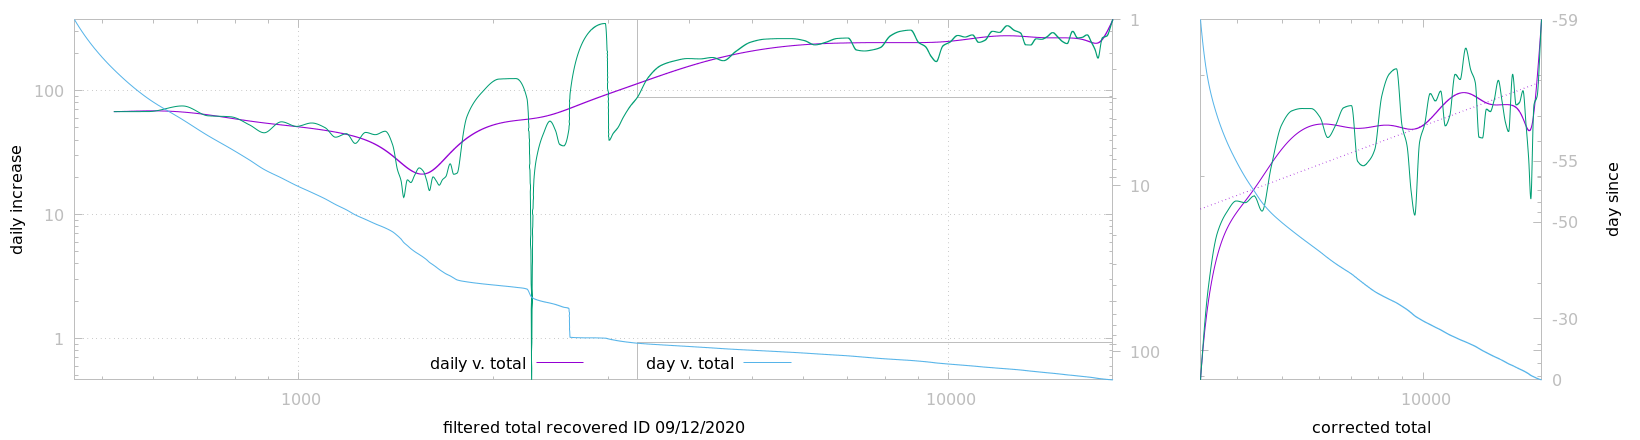 daily increase
100
10
1
1
10
100
1000
10000
daily v. total
day v. total
filtered total recovered ID 09/12/2020
-59
-55
-50
-30
0
day since
10000
corrected total